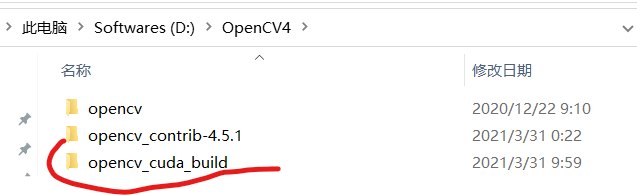 此电脑 > Softwares (D:) > OpenCV4 >
名称 修改日期
opencv 2020/12/22 9:10
opencv_contrib-4.5.1 2021/3/31 0:22
opencv_cuda_build 2021/3/31 9:59